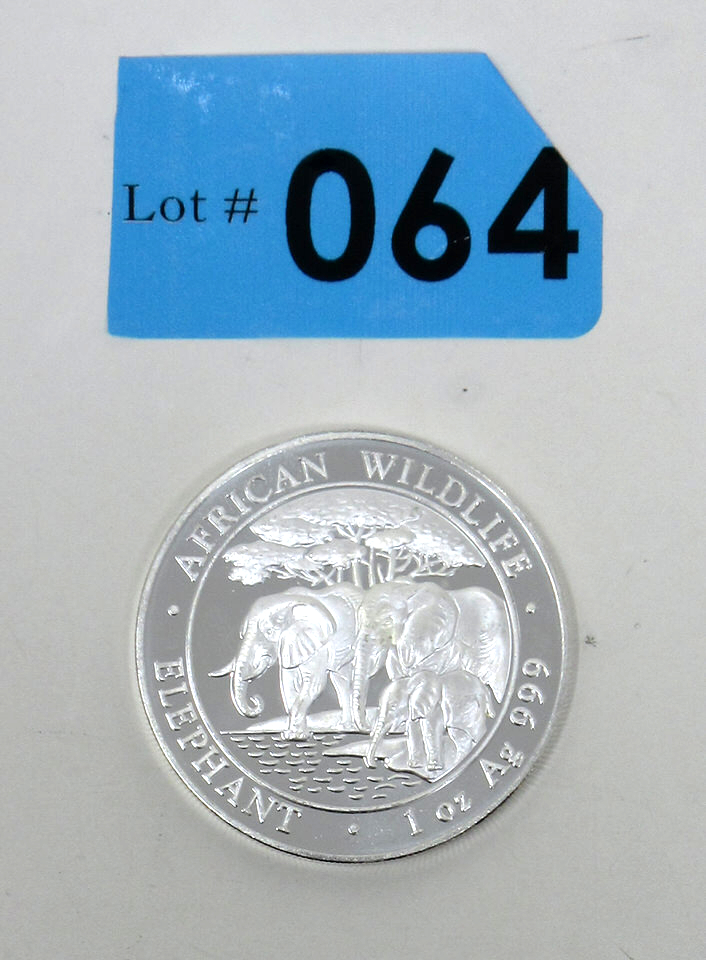 Lot # 064
AFRICAN WILDLIFE
ELEPHANT • 1 oz Ag 999